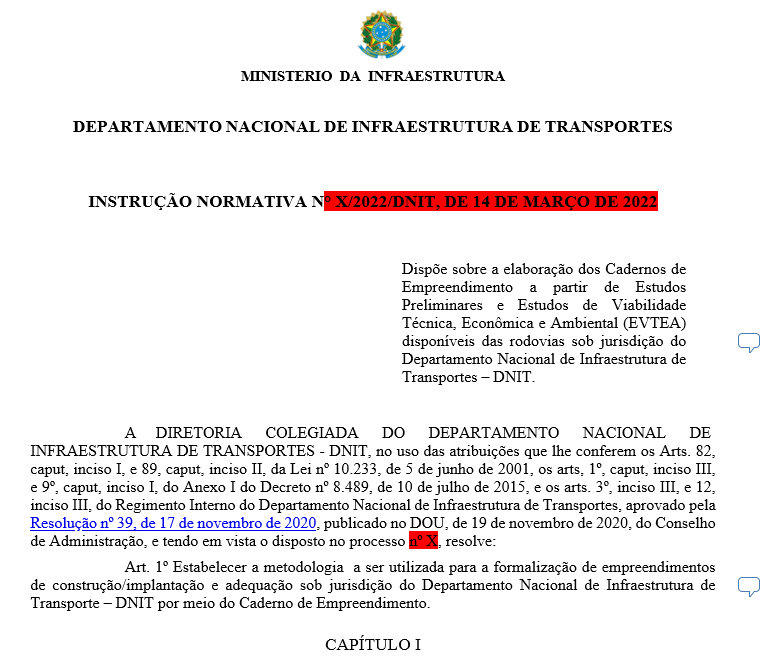 MINISTERIO DA INFRAESTRUTURA
DEPARTAMENTO NACIONAL DE INFRAESTRUTURA DE TRANSPORTES
INSTRUÇÃO NORMATIVA Nº X/2022/DNIT, DE 14 DE MARÇO DE 2022
Dispõe sobre a elaboração dos Cadernos de
Empreendimento a partir de Estudos
Preliminares e Estudos de Viabilidade
Técnica, Econômica e Ambiental (EVTEA)
disponíveis das rodovias sob jurisdição do
Departamento Nacional de Infraestrutura de
Transportes – DNIT.
A DIRETORIA COLEGIADA DO DEPARTAMENTO NACIONAL DE
INFRAESTRUTURA DE TRANSPORTES - DNIT, no uso das atribuições que lhe conferem os Arts. 82,
caput, inciso I, e 89, caput, inciso II, da Lei nº 10.233, de 5 de junho de 2001, os arts, 1º, caput, inciso III,
e 9º, caput, inciso I, do Anexo I do Decreto nº 8.489, de 10 de julho de 2015, e os arts. 3º, inciso III, e 12,
inciso III, do Regimento Interno do Departamento Nacional de Infraestrutura de Transportes, aprovado pela
Resolução nº 39, de 17 de novembro de 2020, publicado no DOU, de 19 de novembro de 2020, do Conselho
de Administração, e tendo em vista o disposto no processo nº X, resolve:
Art. 1º Estabelecer a metodologia a ser utilizada para a formalização de empreendimentos
de construção/implantação e adequação sob jurisdição do Departamento Nacional de Infraestrutura de
Transporte – DNIT por meio do Caderno de Empreendimento.
CAPÍTULO I